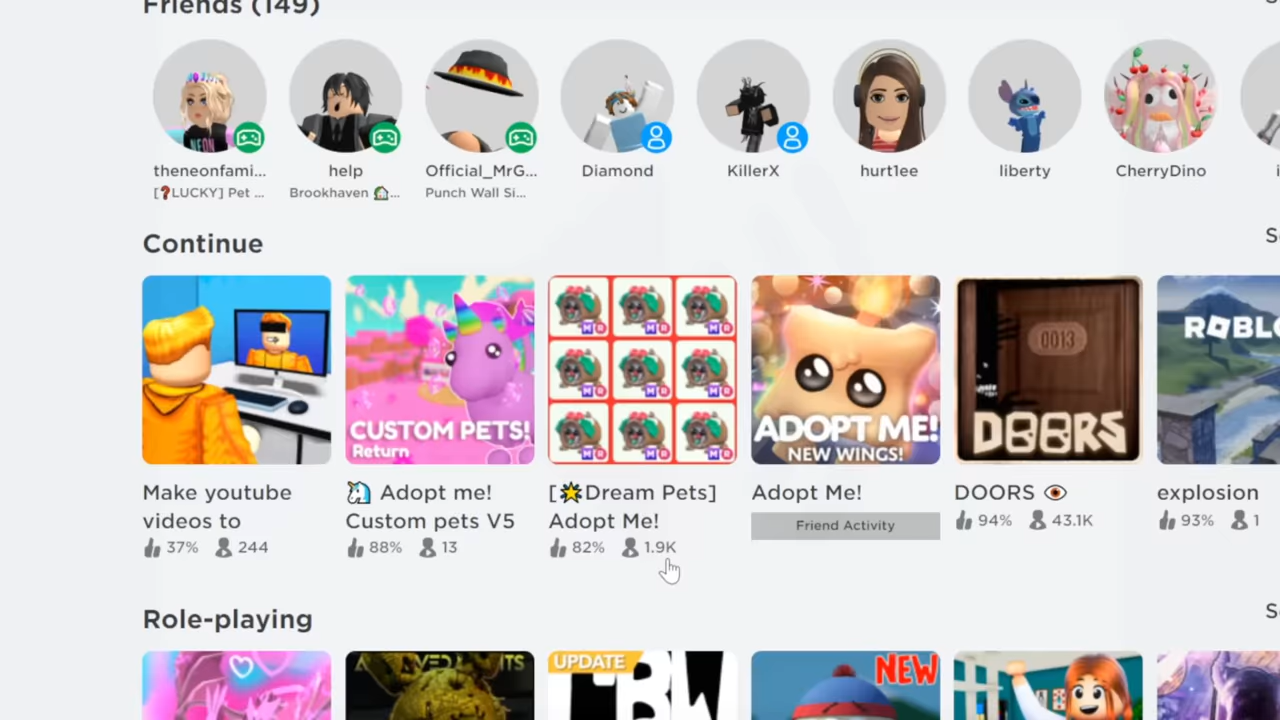 Friends (149)
theneonfami...
help
Official_MrG...
Diamond
KillerX
hurt1ee
liberty
CherryDino
[❓LUCKY] Pet ...
Brookhaven 🏡...
Punch Wall Si...
Continue
CUSTOM PETS!
Return
ADOPT ME!
NEW WINGS!
0013
DOORS
ROBLO
Make youtube
videos to
37% 244
🦄 Adopt me!
Custom pets V5
88% 13
[🌟Dream Pets]
Adopt Me!
82% 1.9K
Adopt Me!
Friend Activity
DOORS 👁
94% 43.1K
explosion
93% 1
Role-playing
UPDATE
NEW